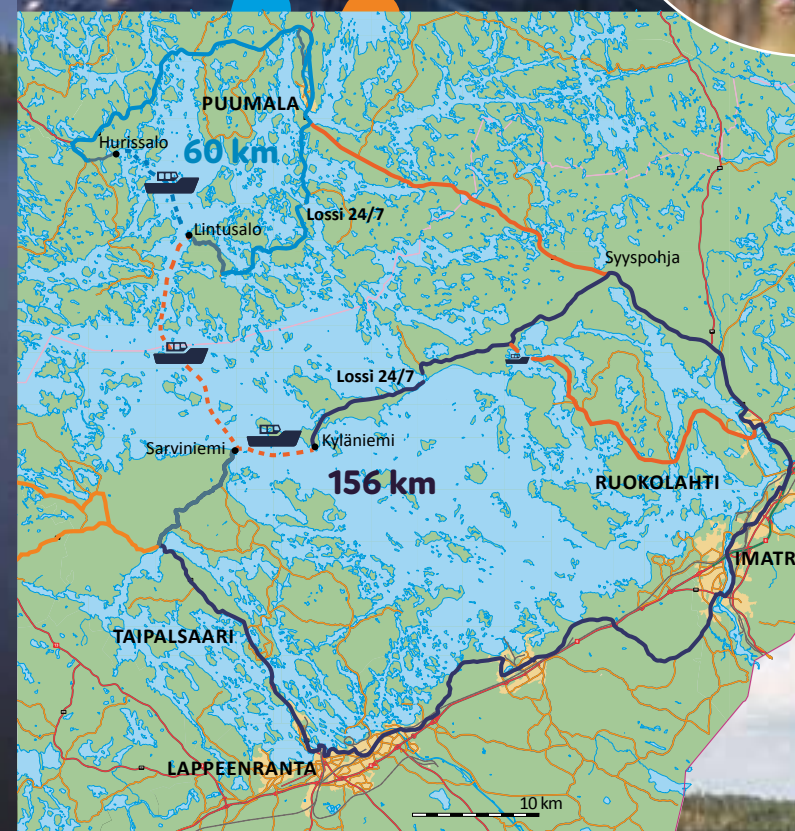 PUUMALA
Hurissalo
60 km
Lossi 24/7
Lintusalo
Syyspohja
Lossi 24/7
Kyläniemi
Sarviniemi
156 km
RUOKOLAHTI
IMATR
TAIPALSAARI
LAPPEENRANTA
10 km